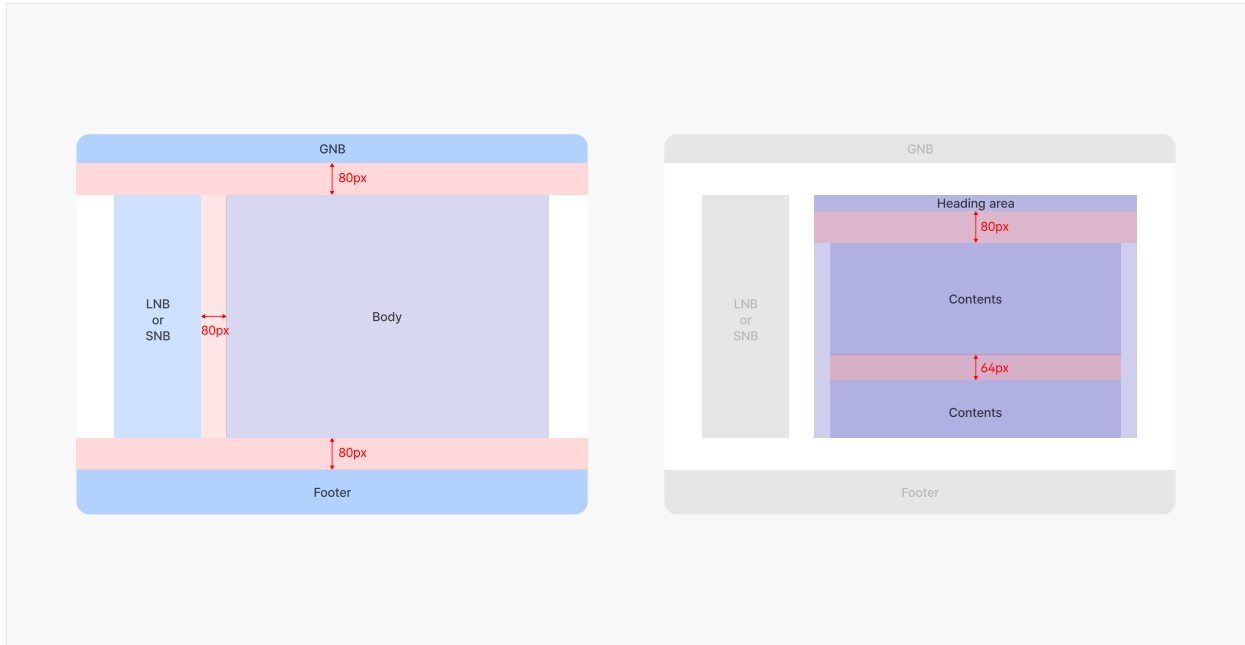 GNB
80px
LNB
or
SNB
80px
Body
80px
Footer
GNB
Heading area
80px
LNB
or
SNB
Contents
64px
Contents
Footer